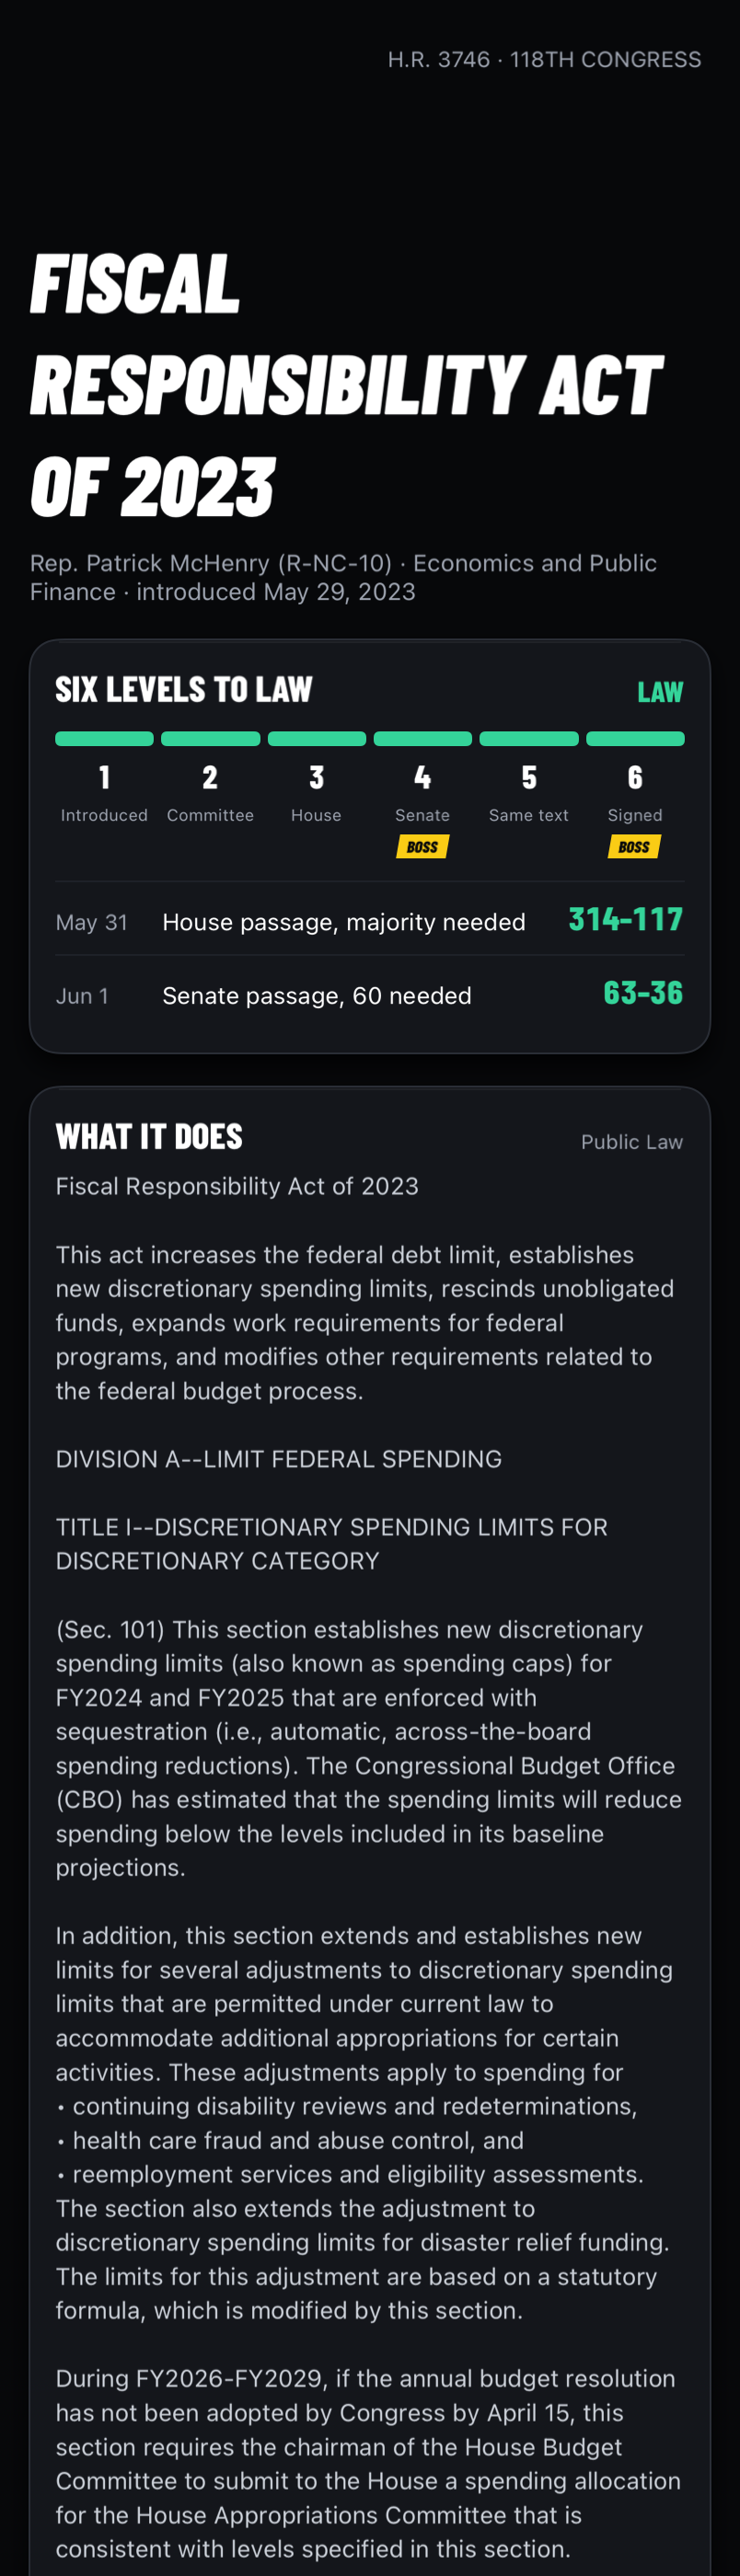 H.R. 3746 · 118TH CONGRESS
FISCAL
RESPONSIBILITY ACT
OF 2023
Rep. Patrick McHenry (R-NC-10) · Economics and Public
Finance · introduced May 29, 2023
SIX LEVELS TO LAW LAW
1 2 3 4 5 6
Introduced Committee House Senate Same text Signed
BOSS BOSS
May 31 House passage, majority needed 314-117
Jun 1 Senate passage, 60 needed 63-36
WHAT IT DOES Public Law
Fiscal Responsibility Act of 2023
This act increases the federal debt limit, establishes
new discretionary spending limits, rescinds unobligated
funds, expands work requirements for federal
programs, and modifies other requirements related to
the federal budget process.
DIVISION A--LIMIT FEDERAL SPENDING
TITLE I--DISCRETIONARY SPENDING LIMITS FOR
DISCRETIONARY CATEGORY
(Sec. 101) This section establishes new discretionary
spending limits (also known as spending caps) for
FY2024 and FY2025 that are enforced with
sequestration (i.e., automatic, across-the-board
spending reductions). The Congressional Budget Office
(CBO) has estimated that the spending limits will reduce
spending below the levels included in its baseline
projections.
In addition, this section extends and establishes new
limits for several adjustments to discretionary spending
limits that are permitted under current law to
accommodate additional appropriations for certain
activities. These adjustments apply to spending for
• continuing disability reviews and redeterminations,
• health care fraud and abuse control, and
• reemployment services and eligibility assessments.
The section also extends the adjustment to
discretionary spending limits for disaster relief funding.
The limits for this adjustment are based on a statutory
formula, which is modified by this section.
During FY2026-FY2029, if the annual budget resolution
has not been adopted by Congress by April 15, this
section requires the chairman of the House Budget
Committee to submit to the House a spending allocation
for the House Appropriations Committee that is
consistent with levels specified in this section.